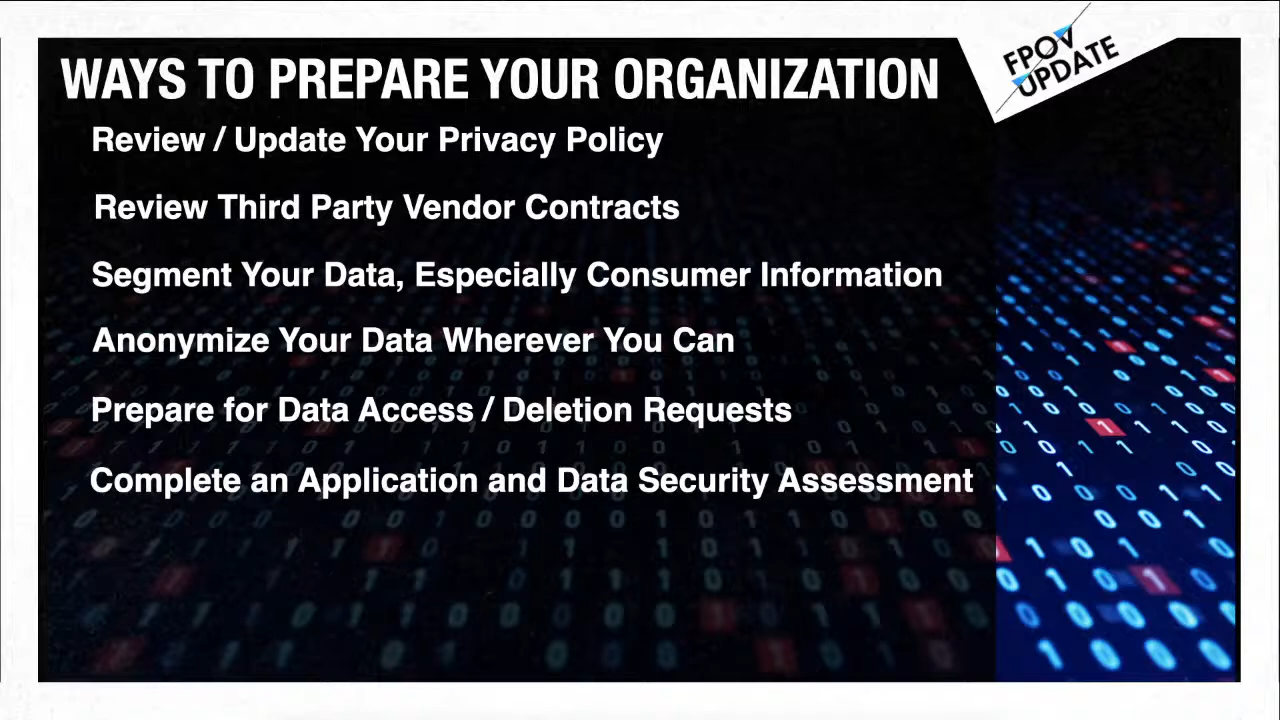 WAYS TO PREPARE YOUR ORGANIZATION
FPOV
UPDATE
Review / Update Your Privacy Policy
Review Third Party Vendor Contracts
Segment Your Data, Especially Consumer Information
Anonymize Your Data Wherever You Can
Prepare for Data Access / Deletion Requests
Complete an Application and Data Security Assessment